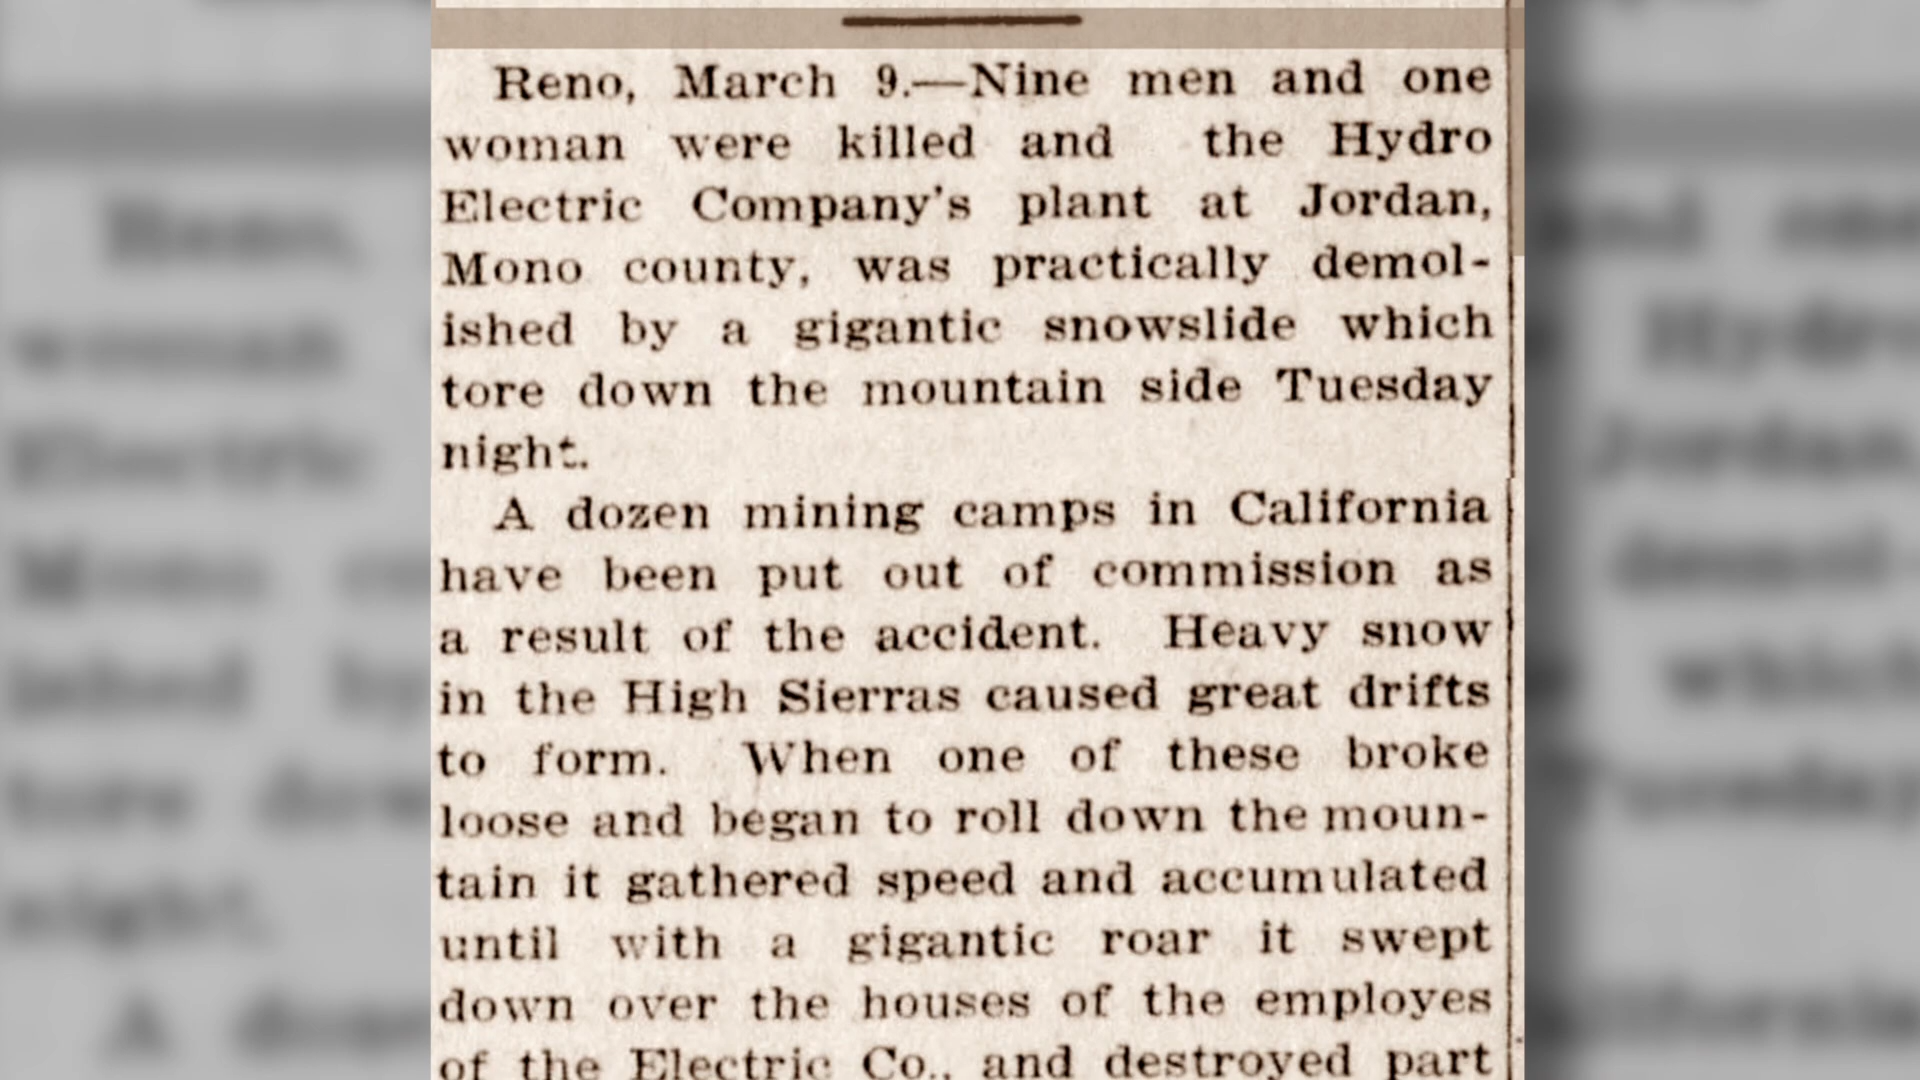 Reno, March 9.—Nine men and one
woman were killed and the Hydro
Electric Company's plant at Jordan,
Mono county, was practically demol-
ished by a gigantic snowslide which
tore down the mountain side Tuesday
night.
A dozen mining camps in California
have been put out of commission as
a result of the accident. Heavy snow
in the High Sierras caused great drifts
to form. When one of these broke
loose and began to roll down the moun-
tain it gathered speed and accumulated
until with a gigantic roar it swept
down over the houses of the employes
of the Electric Co., and destroyed part